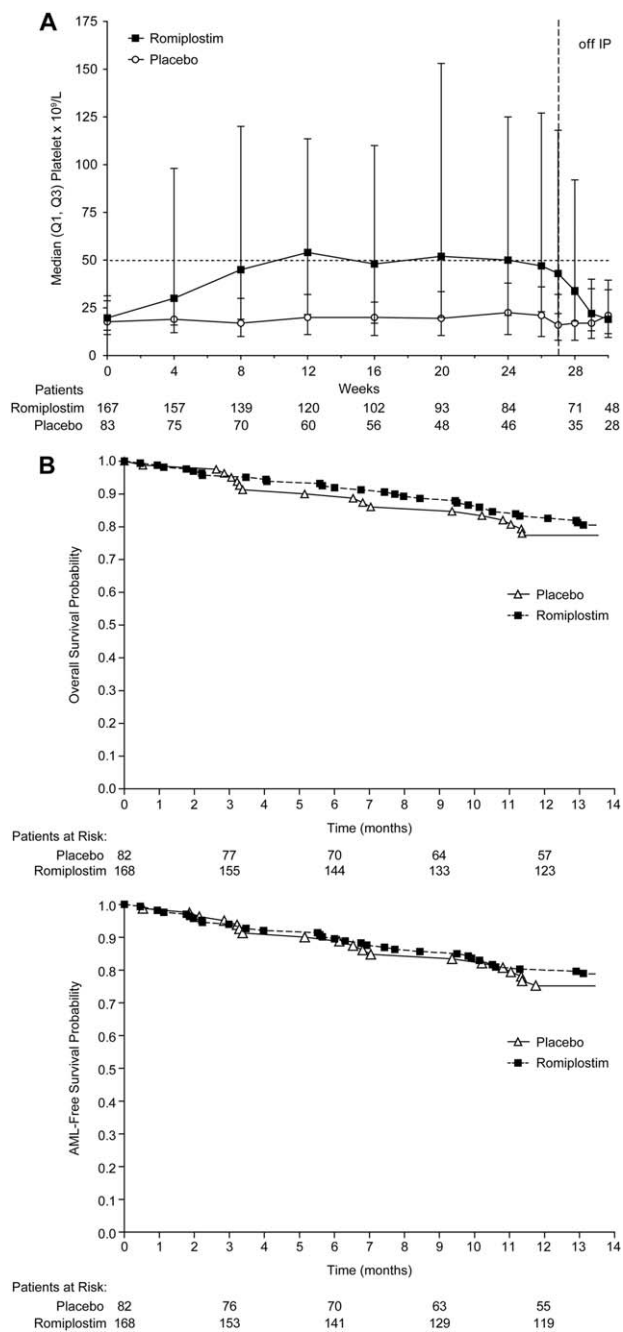 A
Romiplostim
Placebo
off IP
Median (Q1, Q3) Platelet x 10⁹/L
175
150
125
100
75
50
25
0
0 4 8 12 16 20 24 28
Weeks
Patients
Romiplostim 167 157 139 120 102 93 84 71 48
Placebo 83 75 70 60 56 48 46 35 28
B
Overall Survival Probability
1.0
0.9
0.8
0.7
0.6
0.5
0.4
0.3
0.2
0.1
0.0
Placebo
Romiplostim
0 1 2 3 4 5 6 7 8 9 10 11 12 13 14
Time (months)
Patients at Risk:
Placebo 82 77 70 64 57
Romiplostim 168 155 144 133 123
AML-Free Survival Probability
1.0
0.9
0.8
0.7
0.6
0.5
0.4
0.3
0.2
0.1
0.0
Placebo
Romiplostim
0 1 2 3 4 5 6 7 8 9 10 11 12 13 14
Time (months)
Patients at Risk:
Placebo 82 76 70 63 55
Romiplostim 168 153 141 129 119